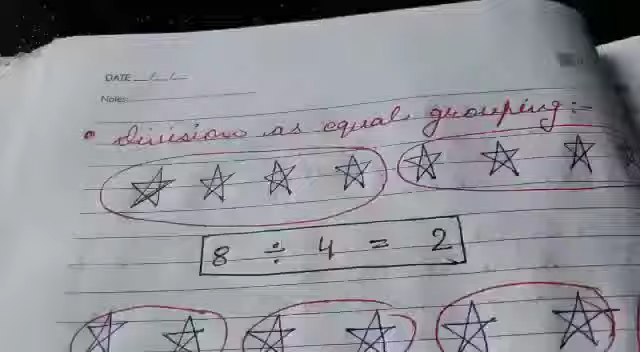 DATE
Notes:
• division as equal grouping :-
8 ÷ 4 = 2